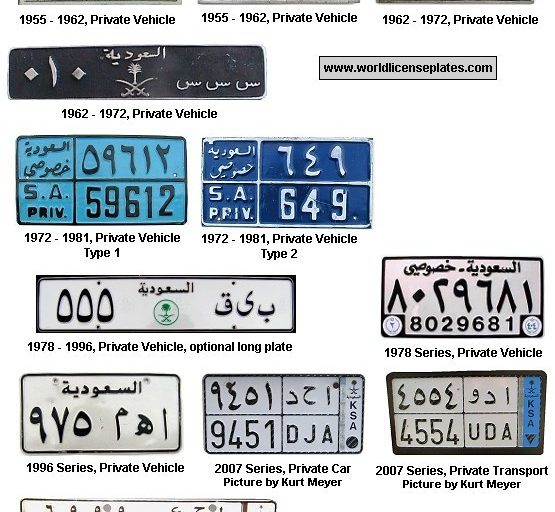 1955 - 1962, Private Vehicle
1955 - 1962, Private Vehicle
1962 - 1972, Private Vehicle
السعودية
٠١٠ س س س
www.worldlicenseplates.com
1962 - 1972, Private Vehicle
السعودية ٥٩٦١٢
خصوصي
S.A. 59612
PRIV.
1972 - 1981, Private Vehicle
Type 1
السعودية ٦٤٩
خصوصي
S.A. 649
P.PRIV.
1972 - 1981, Private Vehicle
Type 2
السعودية
٥٥٥ ب ى ق
1978 - 1996, Private Vehicle, optional long plate
السعودية - خصوصي
٨٠٢٩٦٨١
8029681
1978 Series, Private Vehicle
السعودية
٩٧٥ ا ه م
1996 Series, Private Vehicle
٩٤٥١ ا ح د
9451 DJA
KSA
2007 Series, Private Car
Picture by Kurt Meyer
٤٥٥٤ ا د و
4554 UDA
KSA
2007 Series, Private Transport
Picture by Kurt Meyer